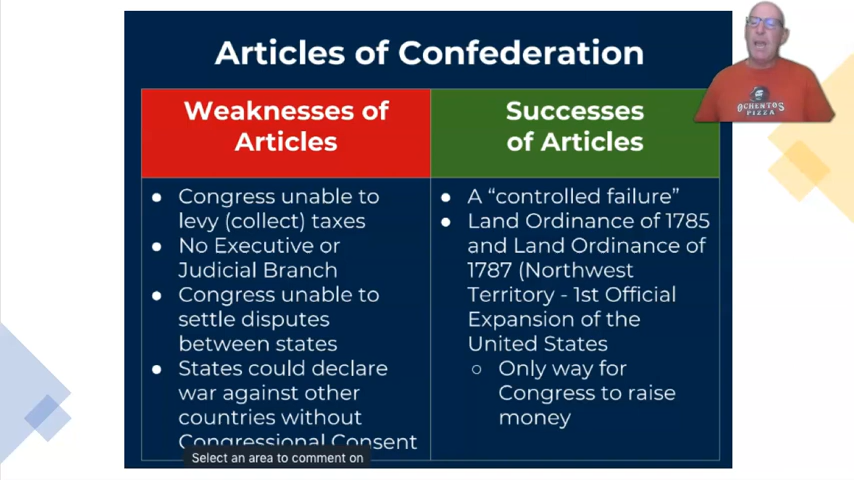 Articles of Confederation
Weaknesses of
Articles
Successes
of Articles
● Congress unable to
levy (collect) taxes
● No Executive or
Judicial Branch
● Congress unable to
settle disputes
between states
● States could declare
war against other
countries without
Congressional Consent
● A “controlled failure”
● Land Ordinance of 1785
and Land Ordinance of
1787 (Northwest
Territory - 1st Official
Expansion of the
United States
○ Only way for
Congress to raise
money
OCHENTOS
PIZZA
Select an area to comment on